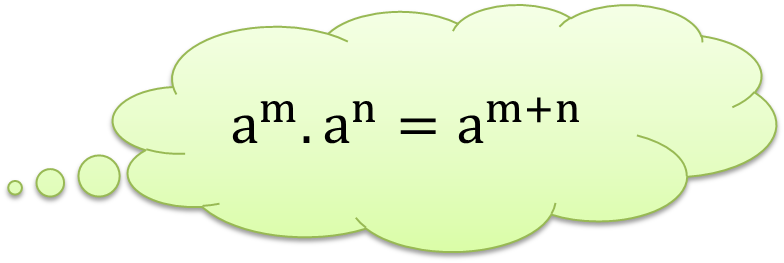 aᵐ.aⁿ = aᵐ⁺ⁿ